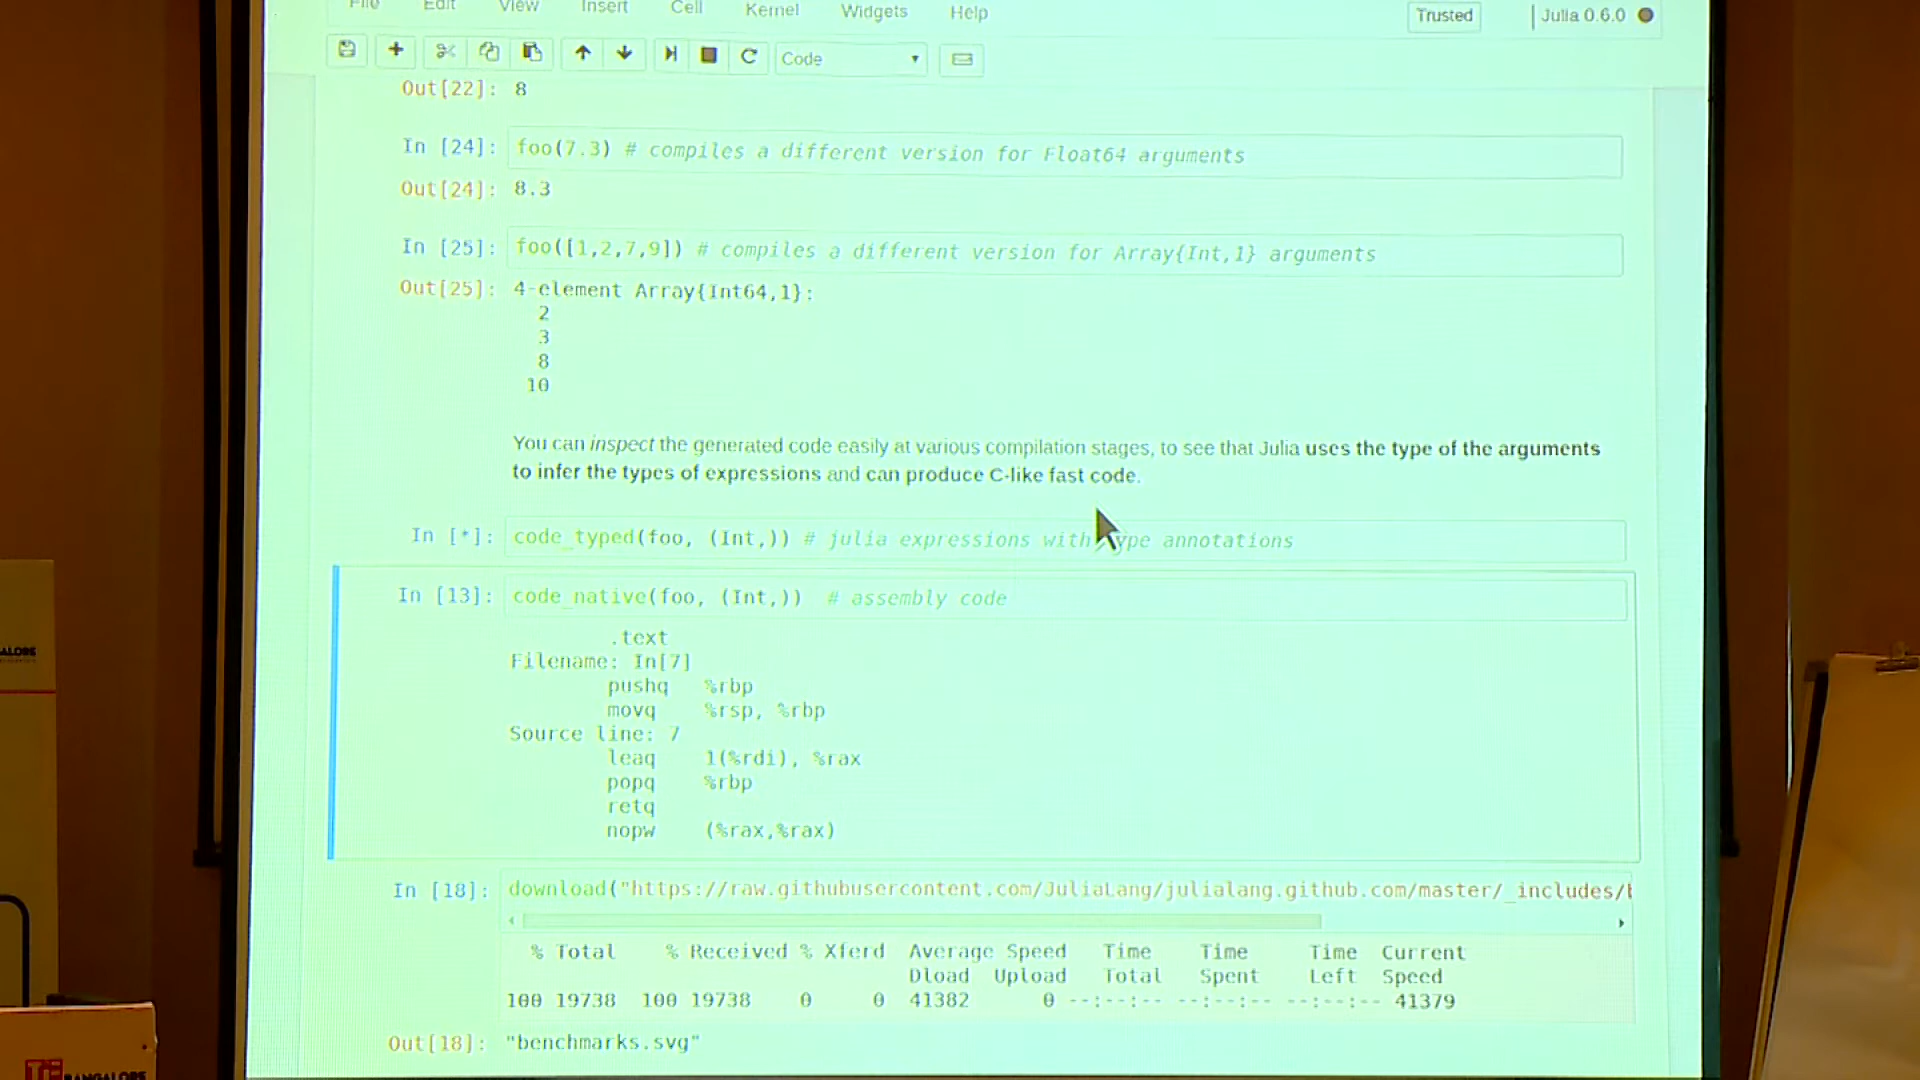 File Edit View Insert Cell Kernel Widgets Help Trusted Julia 0.6.0
Code
Out[22]: 8
In [24]: foo(7.3) # compiles a different version for Float64 arguments
Out[24]: 8.3
In [25]: foo([1,2,7,9]) # compiles a different version for Array{Int,1} arguments
Out[25]: 4-element Array{Int64,1}:
2
3
8
10
You can inspect the generated code easily at various compilation stages, to see that Julia uses the type of the arguments
to infer the types of expressions and can produce C-like fast code.
In [*]: code_typed(foo, (Int,)) # julia expressions with type annotations
In [13]: code_native(foo, (Int,)) # assembly code
.text
Filename: In[7]
pushq %rbp
movq %rsp, %rbp
Source line: 7
leaq 1(%rdi), %rax
popq %rbp
retq
nopw (%rax,%rax)
In [18]: download("https://raw.githubusercontent.com/JuliaLang/julialang.github.com/master/_includes/b
% Total % Received % Xferd Average Speed Time Time Time Current
Dload Upload Total Spent Left Speed
100 19738 100 19738 0 0 41382 0 --:--:-- --:--:-- --:--:-- 41379
Out[18]: "benchmarks.svg"
ALORE
BANGALORE